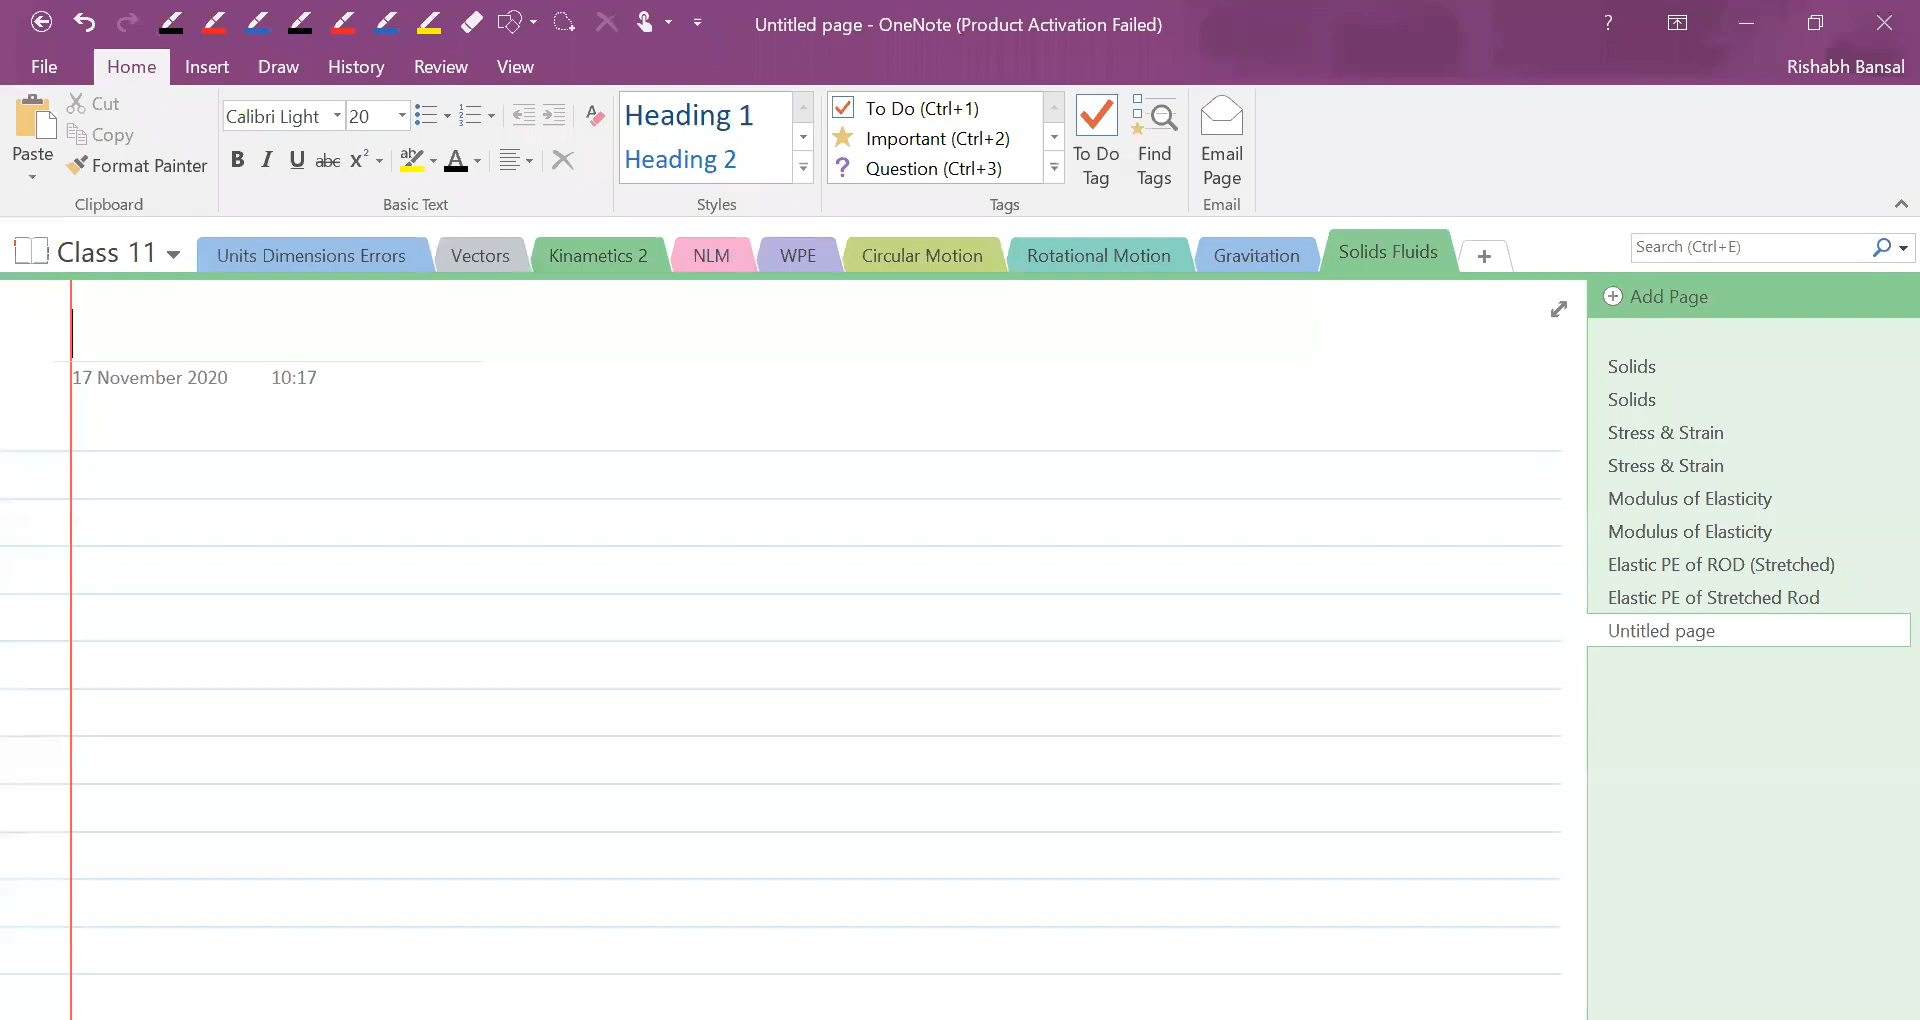 Untitled page - OneNote (Product Activation Failed)
?
File Home Insert Draw History Review View
Rishabh Bansal
Paste
Cut
Copy
Format Painter
Clipboard
Calibri Light 20
B I U abc X² ab A
Basic Text
Heading 1
Heading 2
Styles
To Do (Ctrl+1)
Important (Ctrl+2)
? Question (Ctrl+3)
Tags
To Do
Tag
Find
Tags
Email
Page
Email
Class 11
Units Dimensions Errors
Vectors
Kinametics 2
NLM
WPE
Circular Motion
Rotational Motion
Gravitation
Solids Fluids
+
Search (Ctrl+E)
17 November 2020 10:17
Add Page
Solids
Solids
Stress & Strain
Stress & Strain
Modulus of Elasticity
Modulus of Elasticity
Elastic PE of ROD (Stretched)
Elastic PE of Stretched Rod
Untitled page